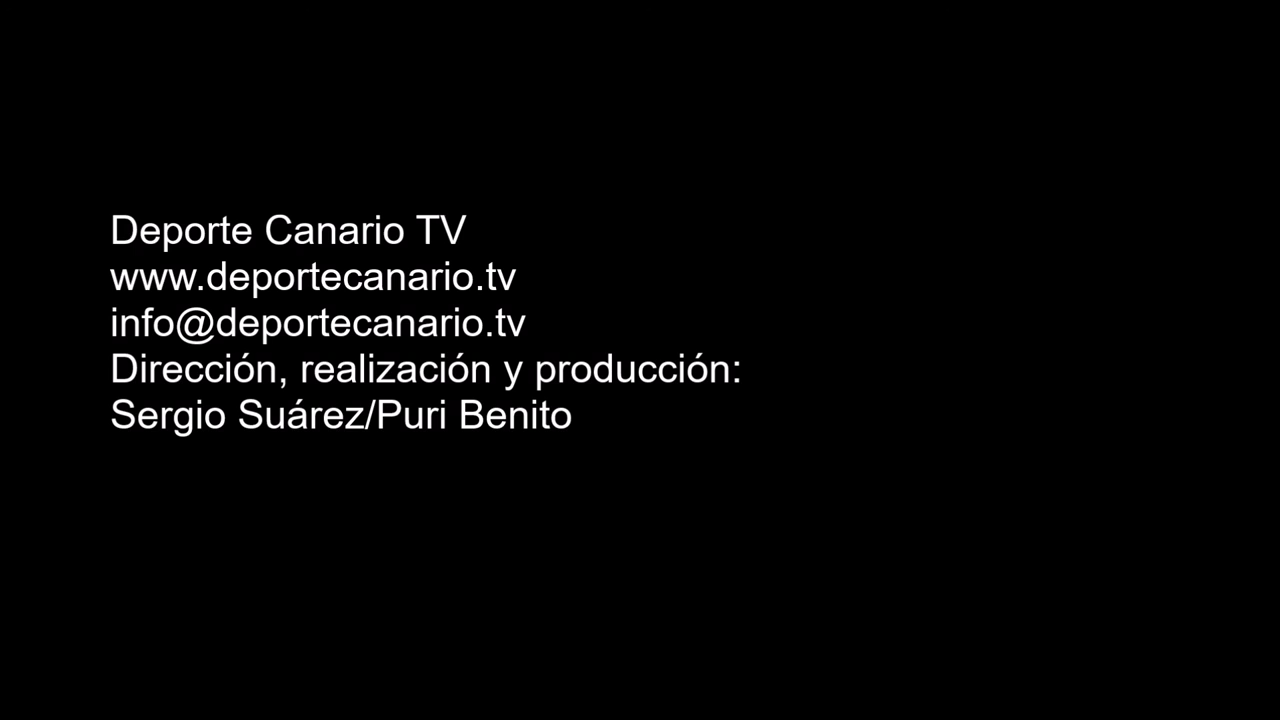 Deporte Canario TV
www.deportecanario.tv
info@deportecanario.tv
Dirección, realización y producción:
Sergio Suárez/Puri Benito